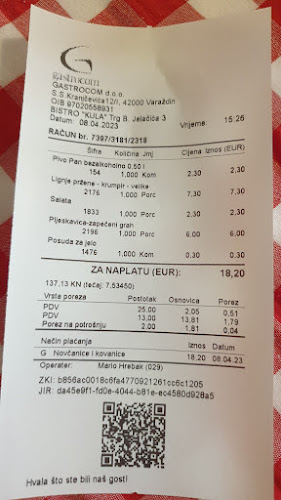 G
gastrocom
GASTROCOM d.o.o.
S.S.Kranjčevića12/I, 42000 Varaždin
OIB 97020558931
BISTRO "KULA" Trg B. Jelačića 3
Datum: 08.04.2023 Vrijeme: 15:26
RAČUN br. 7397/3181/2318
Šifra Količina Jmj Cijena Iznos (EUR)
Pivo Pan bezalkoholno 0,50 l
154 1,000 Kom 2,30 2,30
Lignje pržene - krumpir - velike
2176 1,000 Porc 7,30 7,30
Salata
1833 1,000 Porc 2,30 2,30
Pljeskavica-zapečeni grah
2196 1,000 Porc 6,00 6,00
Posuda za jelo
1476 1,000 Kom 0,30 0,30
ZA NAPLATU (EUR): 18,20
137,13 KN (tečaj: 7.53450)
Vrsta poreza Postotak Osnovica Porez
PDV 25,00 2,05 0,51
PDV 13,00 13,81 1,79
Porez na potrošnju 2,00 1,81 0,04
Način plaćanja Iznos Datum
G Novčanice i kovanice 18,20 08.04.23
Operater: Mario Hrebak (029)
ZKI: b856ac0018c6fa4770921261cc6c1205
JIR: da45e9f1-fd0e-4044-b81e-ec4580d928a5
Hvala što ste bili naš gost!